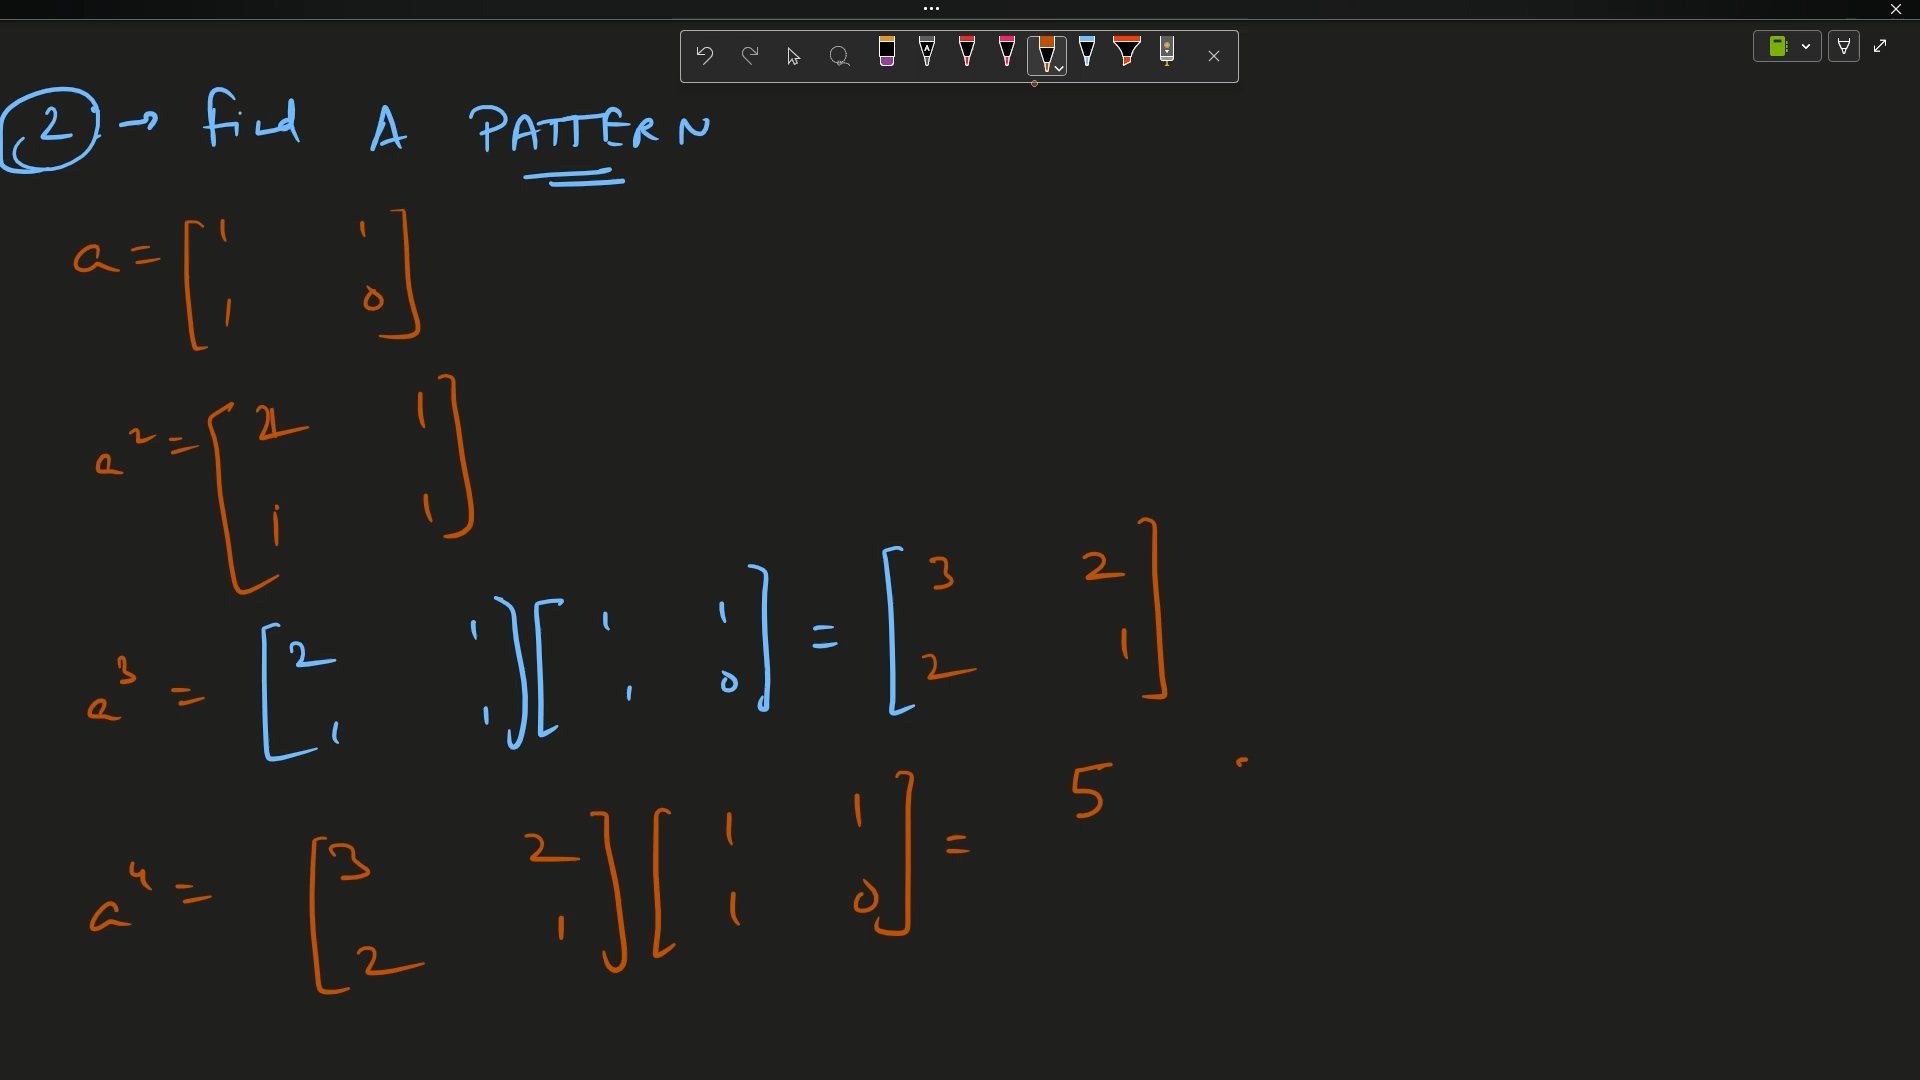 2 → find A PATTERN
a = [ 1 1
1 0 ]
a² = [ 2 1
1 1 ]
a³ = [ 2 1 ] [ 1 1 ] = [ 3 2 ]
[ 1 1 ] [ 1 0 ] [ 2 1 ]
a⁴ = [ 3 2 ] [ 1 1 ] = 5
[ 2 1 ] [ 1 0 ]